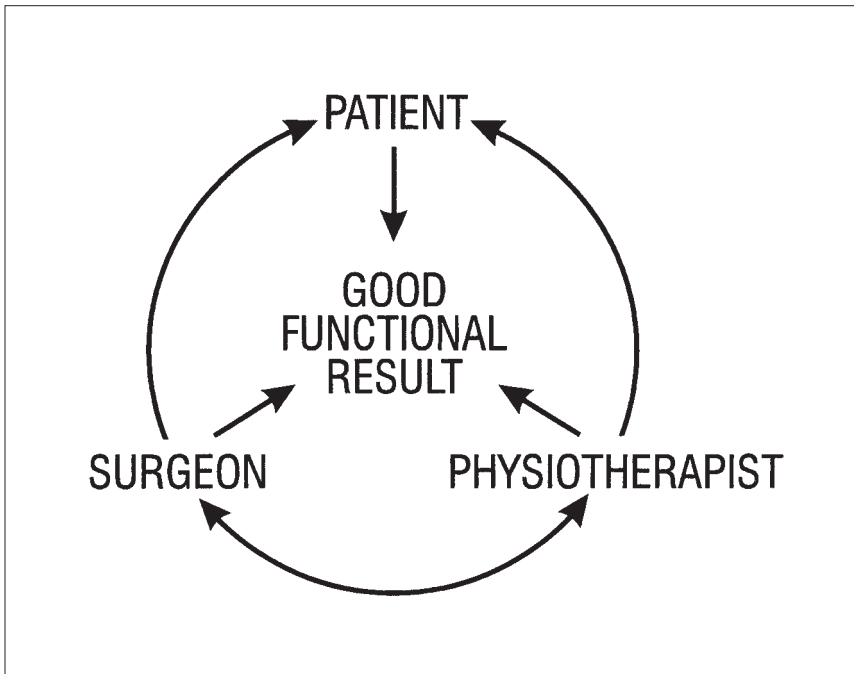 PATIENT
GOOD
FUNCTIONAL
RESULT
SURGEON
PHYSIOTHERAPIST